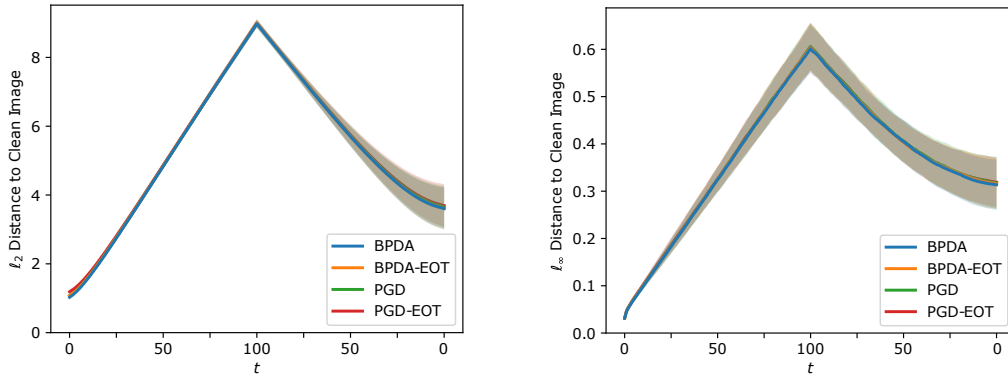 ℓ₂ Distance to Clean Image
8
6
4
2
0
0
50
100
50
0
t
BPDA
BPDA-EOT
PGD
PGD-EOT
ℓ∞ Distance to Clean Image
0.6
0.5
0.4
0.3
0.2
0.1
0.0
0
50
100
50
0
t
BPDA
BPDA-EOT
PGD
PGD-EOT